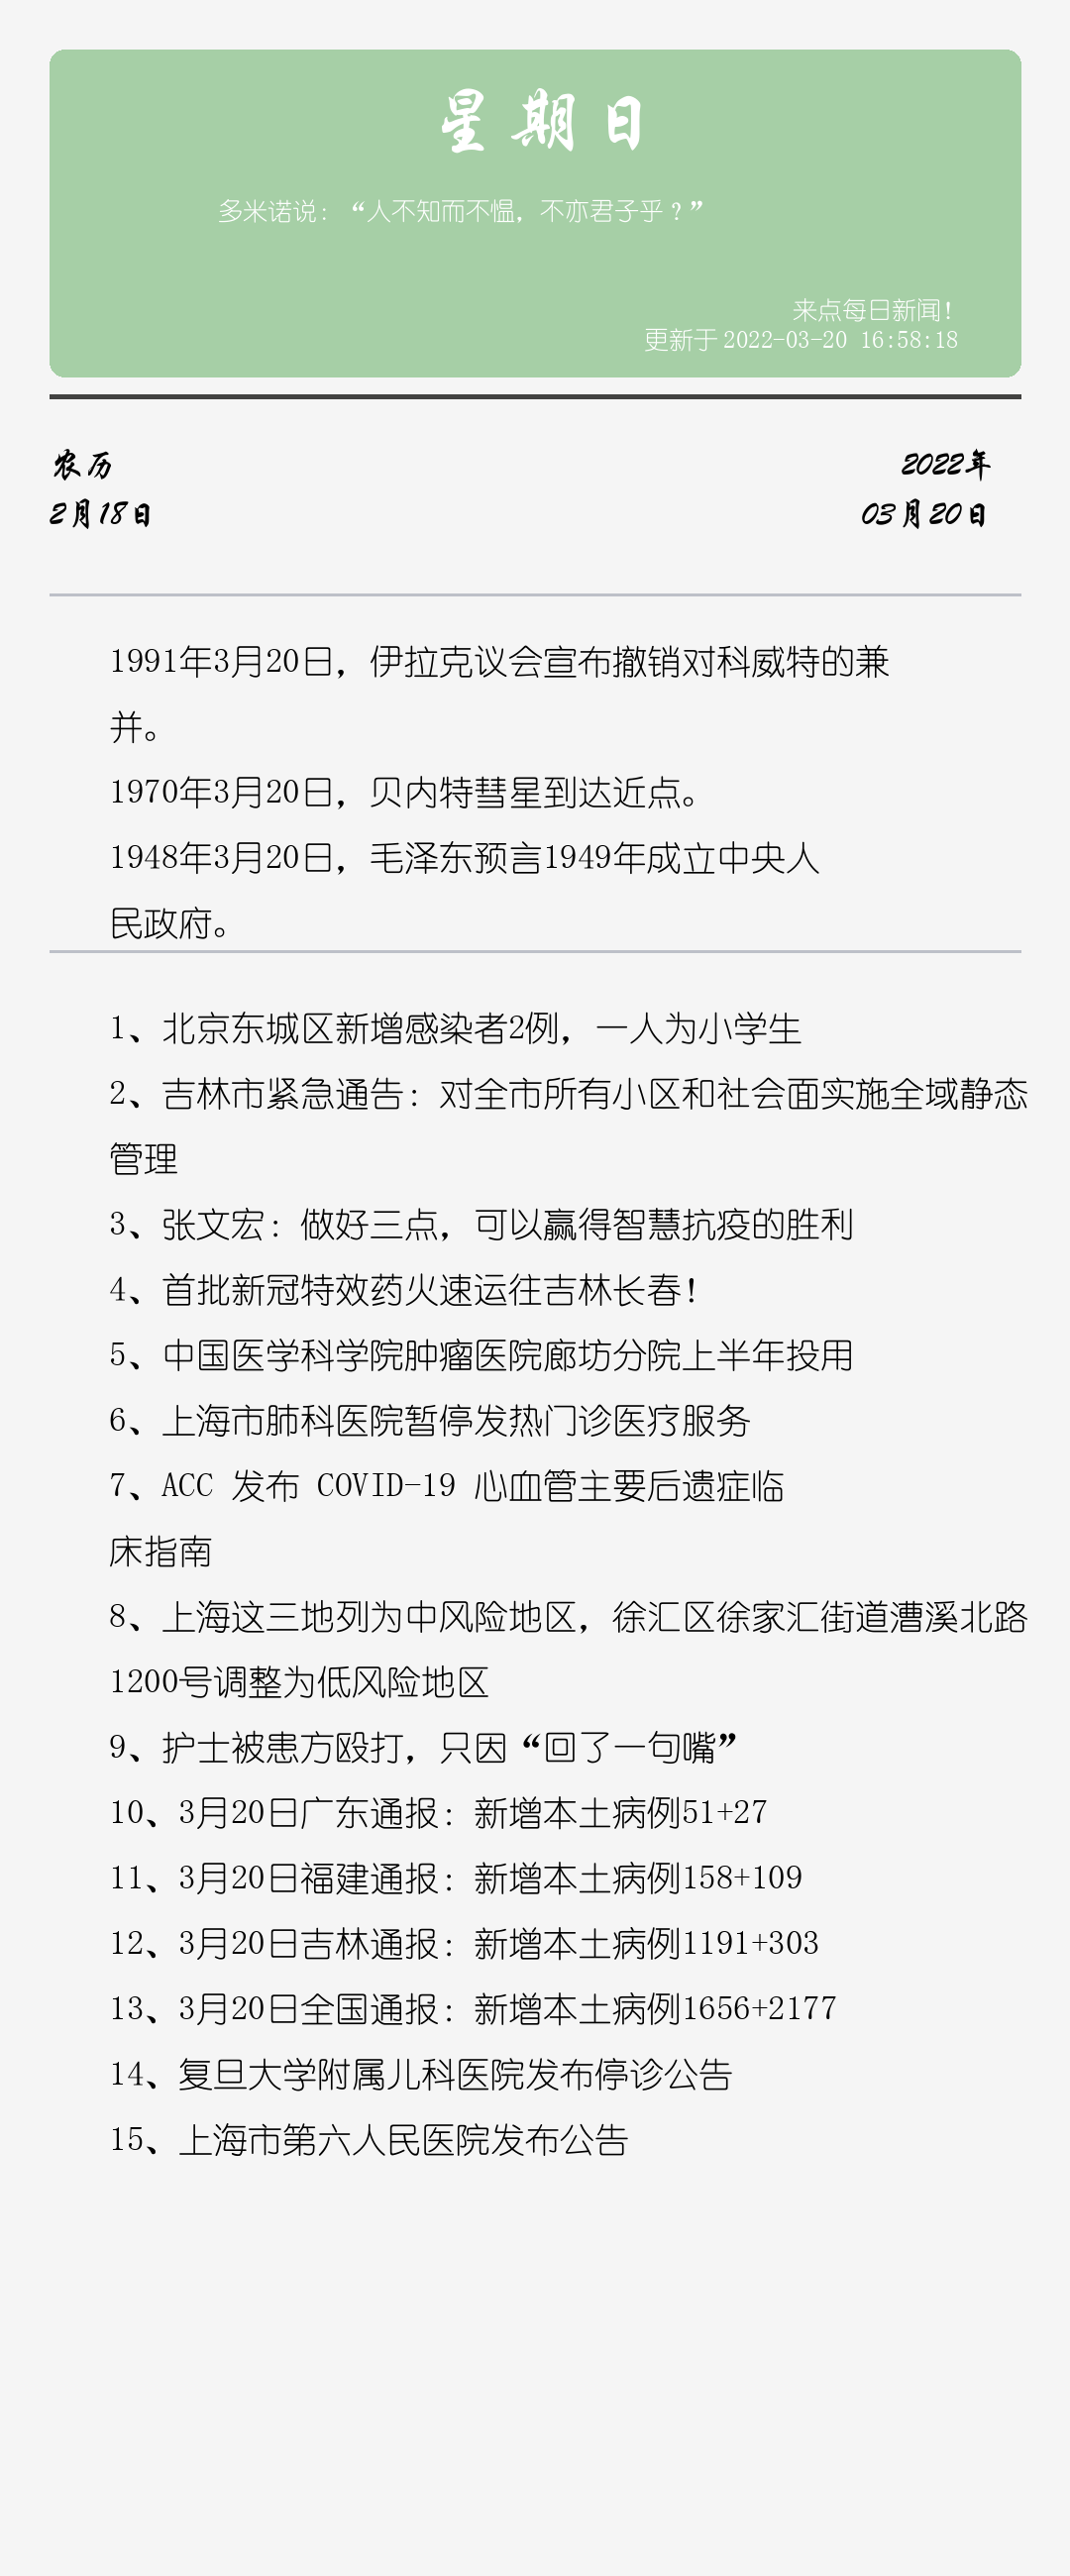 星期日
多米诺说：“人不知而不愠，不亦君子乎？”
来点每日新闻！
更新于 2022-03-20 16:58:18
农历
2月18日
2022年
03月20日
1991年3月20日，伊拉克议会宣布撤销对科威特的兼
并。
1970年3月20日，贝内特彗星到达近点。
1948年3月20日，毛泽东预言1949年成立中央人
民政府。
1、北京东城区新增感染者2例，一人为小学生
2、吉林市紧急通告：对全市所有小区和社会面实施全域静态
管理
3、张文宏：做好三点，可以赢得智慧抗疫的胜利
4、首批新冠特效药火速运往吉林长春！
5、中国医学科学院肿瘤医院廊坊分院上半年投用
6、上海市肺科医院暂停发热门诊医疗服务
7、ACC 发布 COVID-19 心血管主要后遗症临
床指南
8、上海这三地列为中风险地区，徐汇区徐家汇街道漕溪北路
1200号调整为低风险地区
9、护士被患方殴打，只因“回了一句嘴”
10、3月20日广东通报：新增本土病例51+27
11、3月20日福建通报：新增本土病例158+109
12、3月20日吉林通报：新增本土病例1191+303
13、3月20日全国通报：新增本土病例1656+2177
14、复旦大学附属儿科医院发布停诊公告
15、上海市第六人民医院发布公告